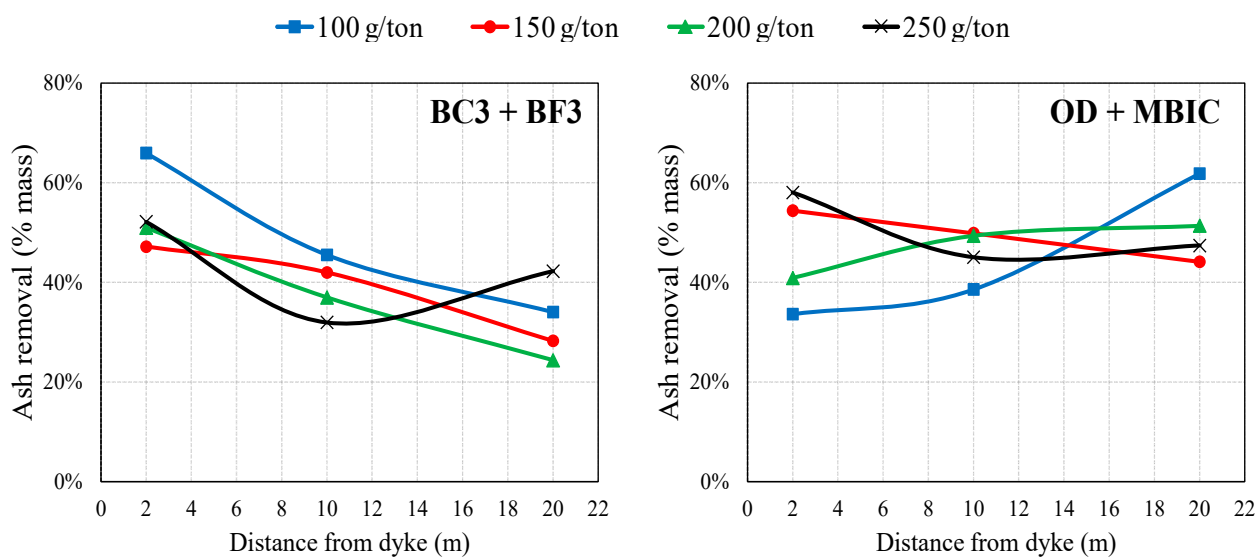 100 g/ton 150 g/ton 200 g/ton 250 g/ton
BC3 + BF3
Ash removal (% mass)
80%
60%
40%
20%
0%
0 2 4 6 8 10 12 14 16 18 20 22
Distance from dyke (m)
OD + MBIC
Ash removal (% mass)
80%
60%
40%
20%
0%
0 2 4 6 8 10 12 14 16 18 20 22
Distance from dyke (m)